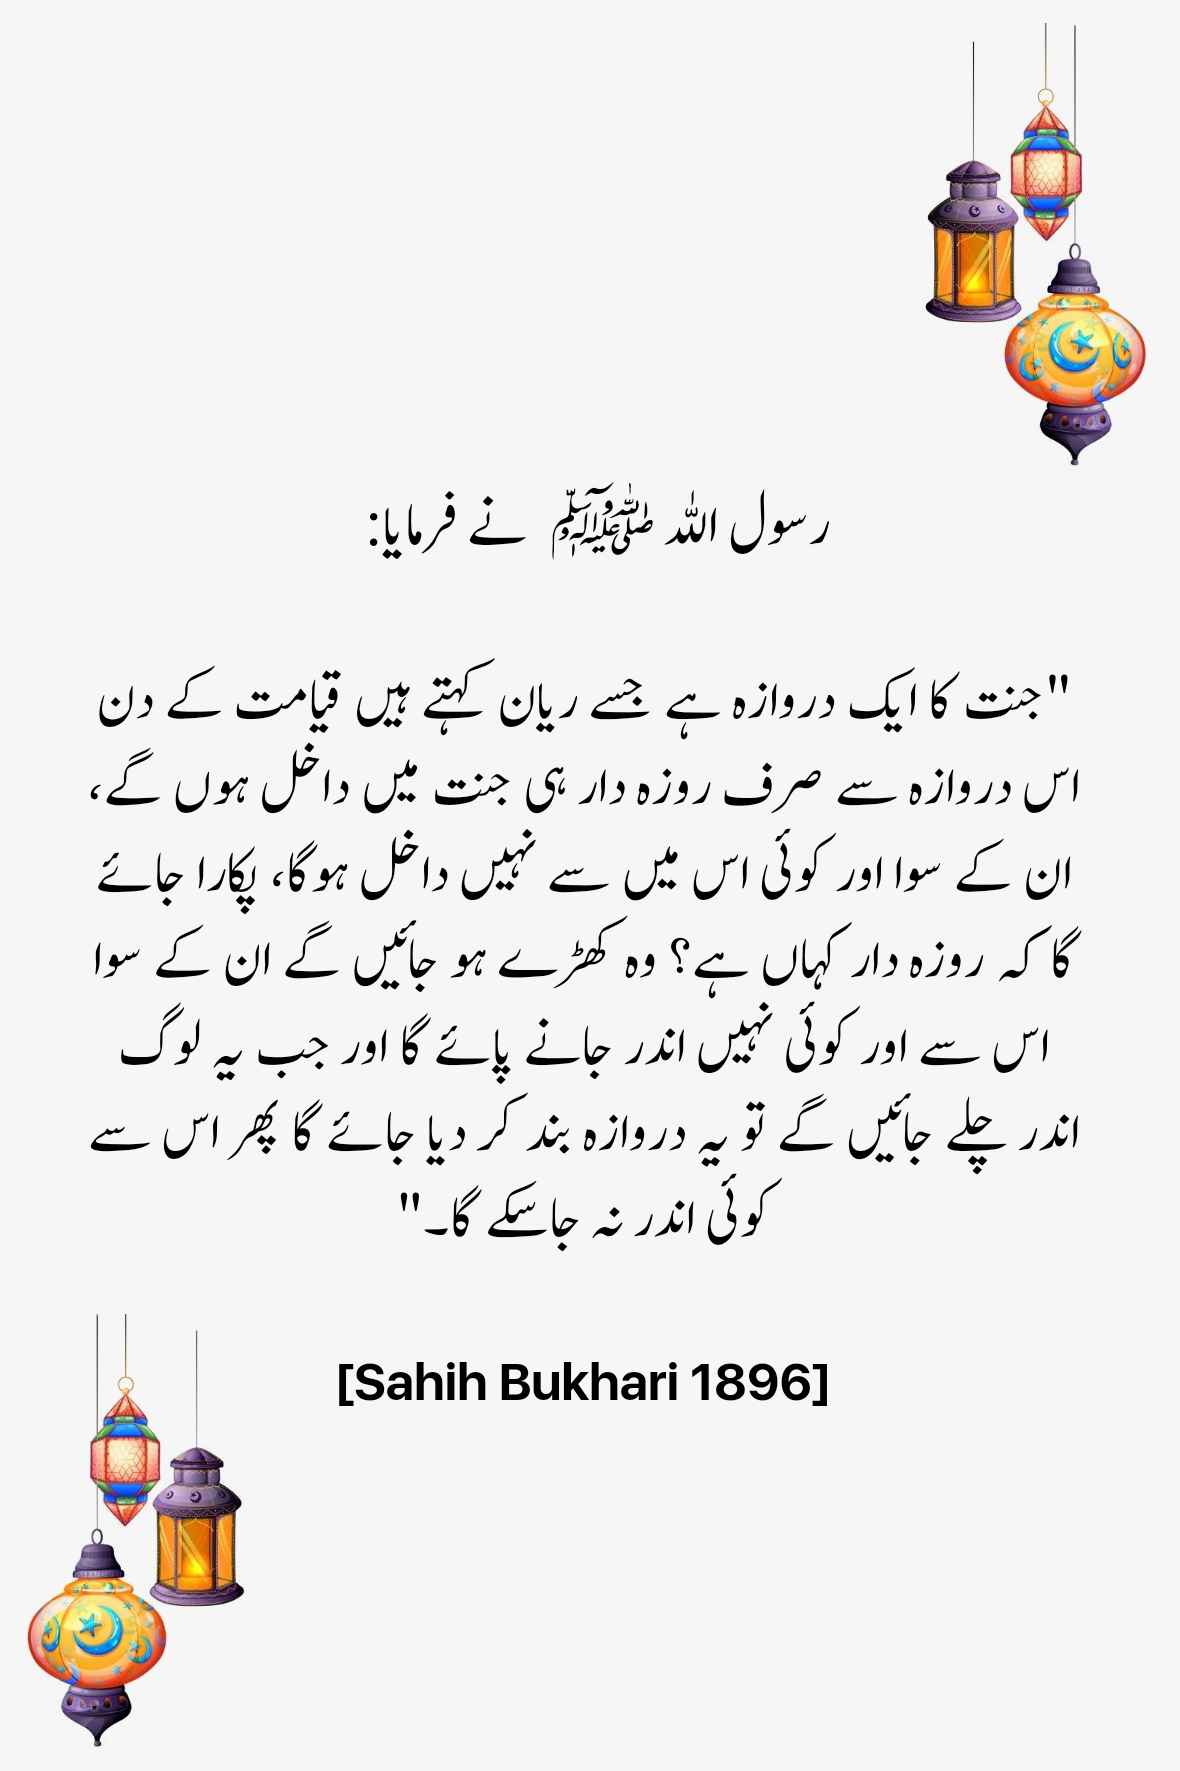 رسول اللہ ﷺ نے فرمایا:
"جنت کا ایک دروازہ ہے جسے ریان کہتے ہیں قیامت کے دن
اس دروازہ سے صرف روزہ دار ہی جنت میں داخل ہوں گے،
ان کے سوا اور کوئی اس میں سے نہیں داخل ہوگا، پکارا جائے
گا کہ روزہ دار کہاں ہے؟ وہ کھڑے ہو جائیں گے ان کے سوا
اس سے اور کوئی نہیں اندر جانے پائے گا اور جب یہ لوگ
اندر چلے جائیں گے تو یہ دروازہ بند کر دیا جائے گا پھر اس سے
کوئی اندر نہ جاسکے گا۔"
[Sahih Bukhari 1896]